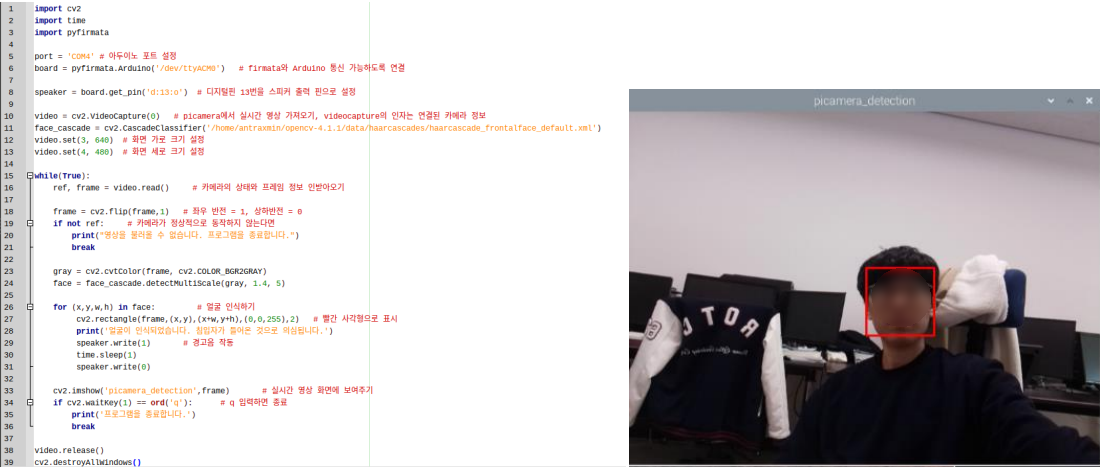 1 import cv2
2 import time
3 import pyfirmata
4
5 port = 'COM4' # 아두이노 포트 설정
6 board = pyfirmata.Arduino('/dev/ttyACM0') # firmata와 Arduino 통신 가능하도록 연결
7
8 speaker = board.get_pin('d:13:o') # 디지털핀 13번을 스피커 출력 핀으로 설정
9
10 video = cv2.VideoCapture(0) # picamera에서 실시간 영상 가져오기, videocapture의 인자는 연결된 카메라 정보
11 face_cascade = cv2.CascadeClassifier('/home/antraxmin/opencv-4.1.1/data/haarcascades/haarcascade_frontalface_default.xml')
12 video.set(3, 640) # 화면 가로 크기 설정
13 video.set(4, 480) # 화면 세로 크기 설정
14
15 while(True):
16 ref, frame = video.read() # 카메라의 상태와 프레임 정보 인받아오기
17
18 frame = cv2.flip(frame,1) # 좌우 반전 = 1, 상하반전 = 0
19 if not ref: # 카메라가 정상적으로 동작하지 않는다면
20 print("영상을 불러올 수 없습니다. 프로그램을 종료합니다.")
21 break
22
23 gray = cv2.cvtColor(frame, cv2.COLOR_BGR2GRAY)
24 face = face_cascade.detectMultiScale(gray, 1.4, 5)
25
26 for (x,y,w,h) in face: # 얼굴 인식하기
27 cv2.rectangle(frame,(x,y),(x+w,y+h),(0,0,255),2) # 빨간 사각형으로 표시
28 print('얼굴이 인식되었습니다. 침입자가 들어온 것으로 의심됩니다.')
29 speaker.write(1) # 경고음 작동
30 time.sleep(1)
31 speaker.write(0)
32
33 cv2.imshow('picamera_detection',frame) # 실시간 영상 화면에 보여주기
34 if cv2.waitKey(1) == ord('q'): # q 입력하면 종료
35 print('프로그램을 종료합니다.')
36 break
37
38 video.release()
39 cv2.destroyAllWindows()
picamera_detection
ROTC